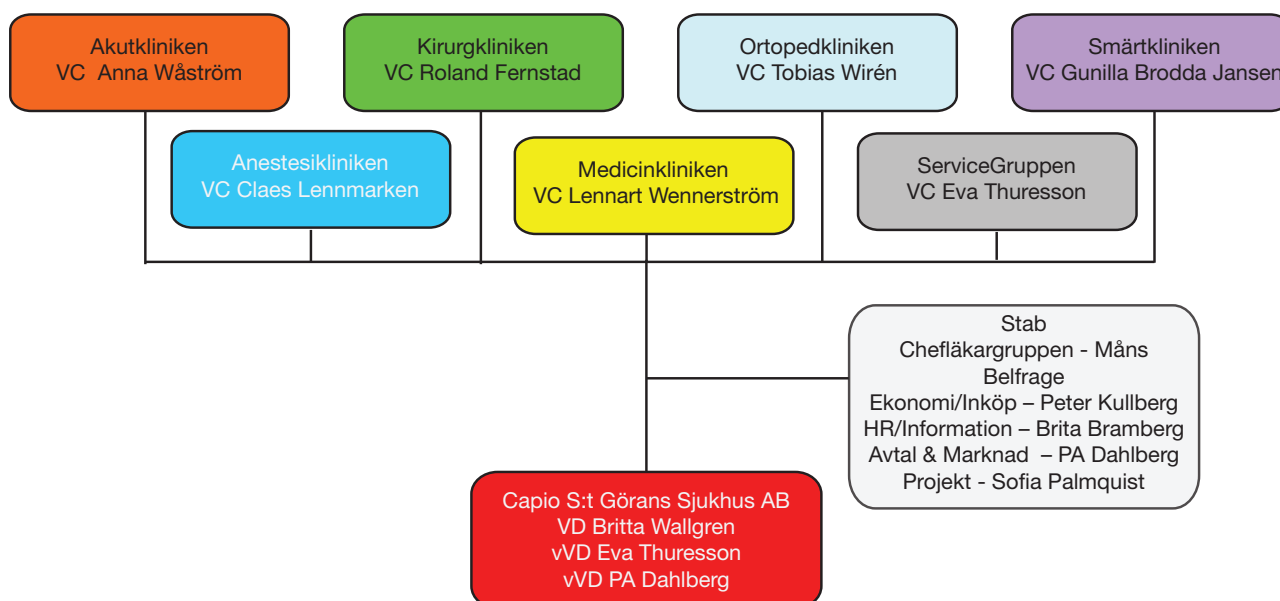 Akutkliniken
VC Anna Wåström
Kirurgkliniken
VC Roland Fernstad
Ortopedkliniken
VC Tobias Wirén
Smärtkliniken
VC Gunilla Brodda Jansen
Anestesikliniken
VC Claes Lennmarken
Medicinkliniken
VC Lennart Wennerström
ServiceGruppen
VC Eva Thuresson
Stab
Chefläkargruppen - Måns
Belfrage
Ekonomi/Inköp – Peter Kullberg
HR/Information – Brita Bramberg
Avtal & Marknad – PA Dahlberg
Projekt - Sofia Palmquist
Capio S:t Görans Sjukhus AB
VD Britta Wallgren
vVD Eva Thuresson
vVD PA Dahlberg